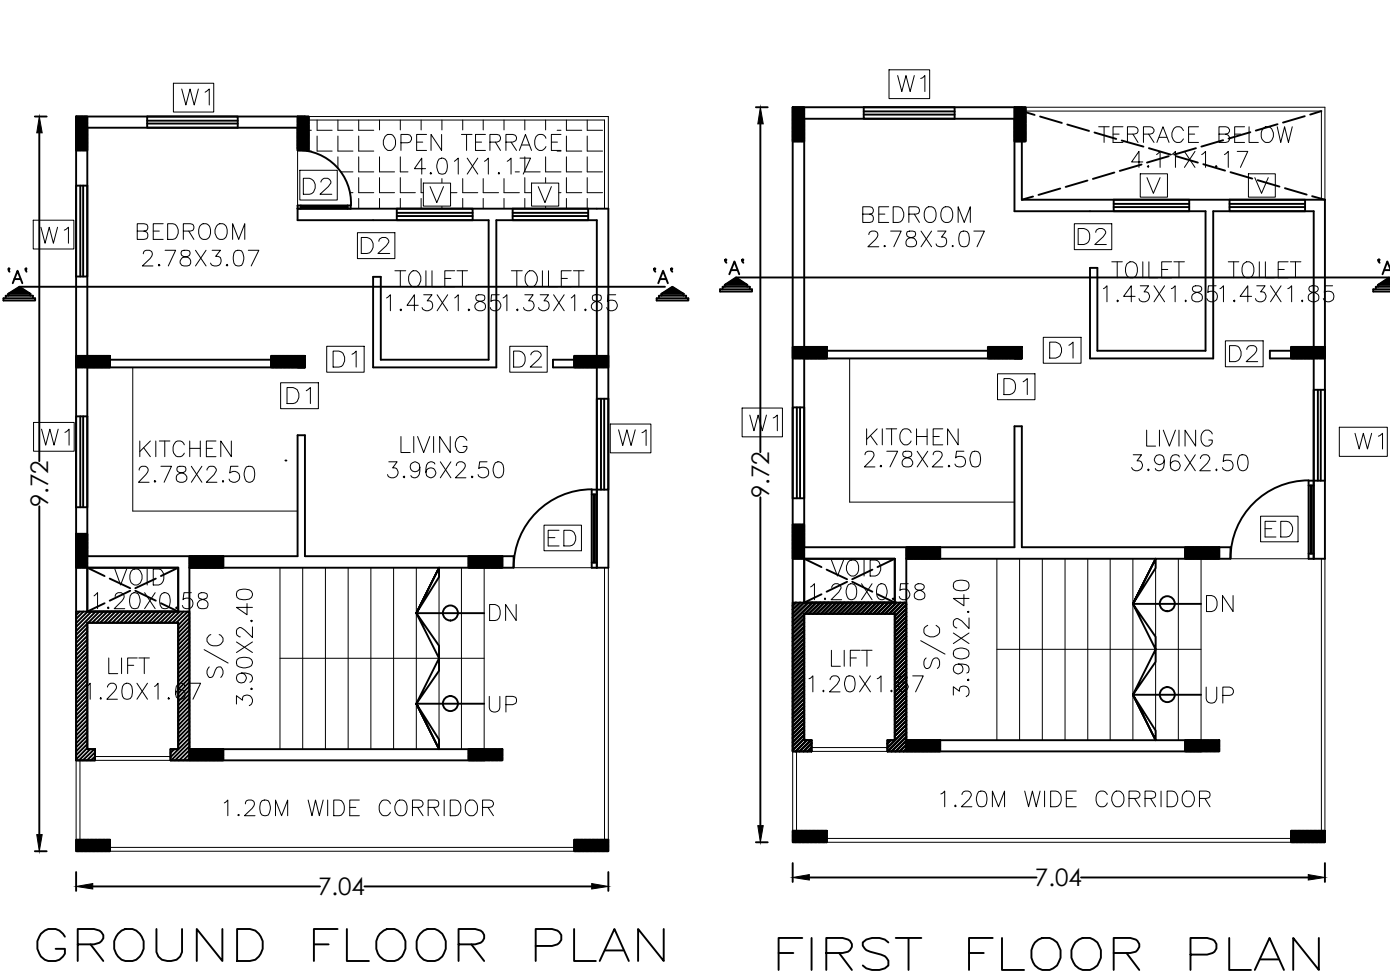 W1
OPEN TERRACE
4.01X1.17
D2
V
V
W1
BEDROOM
2.78X3.07
D2
'A'
'A'
TOILET
1.43X1.85
TOILET
1.33X1.85
D1
D2
D1
W1
KITCHEN
2.78X2.50
LIVING
3.96X2.50
W1
9.72
ED
VOID
1.20X0.58
S/C
3.90X2.40
DN
LIFT
1.20X1.67
UP
1.20M WIDE CORRIDOR
7.04
GROUND FLOOR PLAN
W1
TERRACE BELOW
4.11X1.17
V
V
BEDROOM
2.78X3.07
D2
'A'
'A'
TOILET
1.43X1.85
TOILET
1.43X1.85
D1
D2
D1
W1
KITCHEN
2.78X2.50
LIVING
3.96X2.50
W1
9.72
ED
VOID
1.20X0.58
S/C
3.90X2.40
DN
LIFT
1.20X1.67
UP
1.20M WIDE CORRIDOR
7.04
FIRST FLOOR PLAN